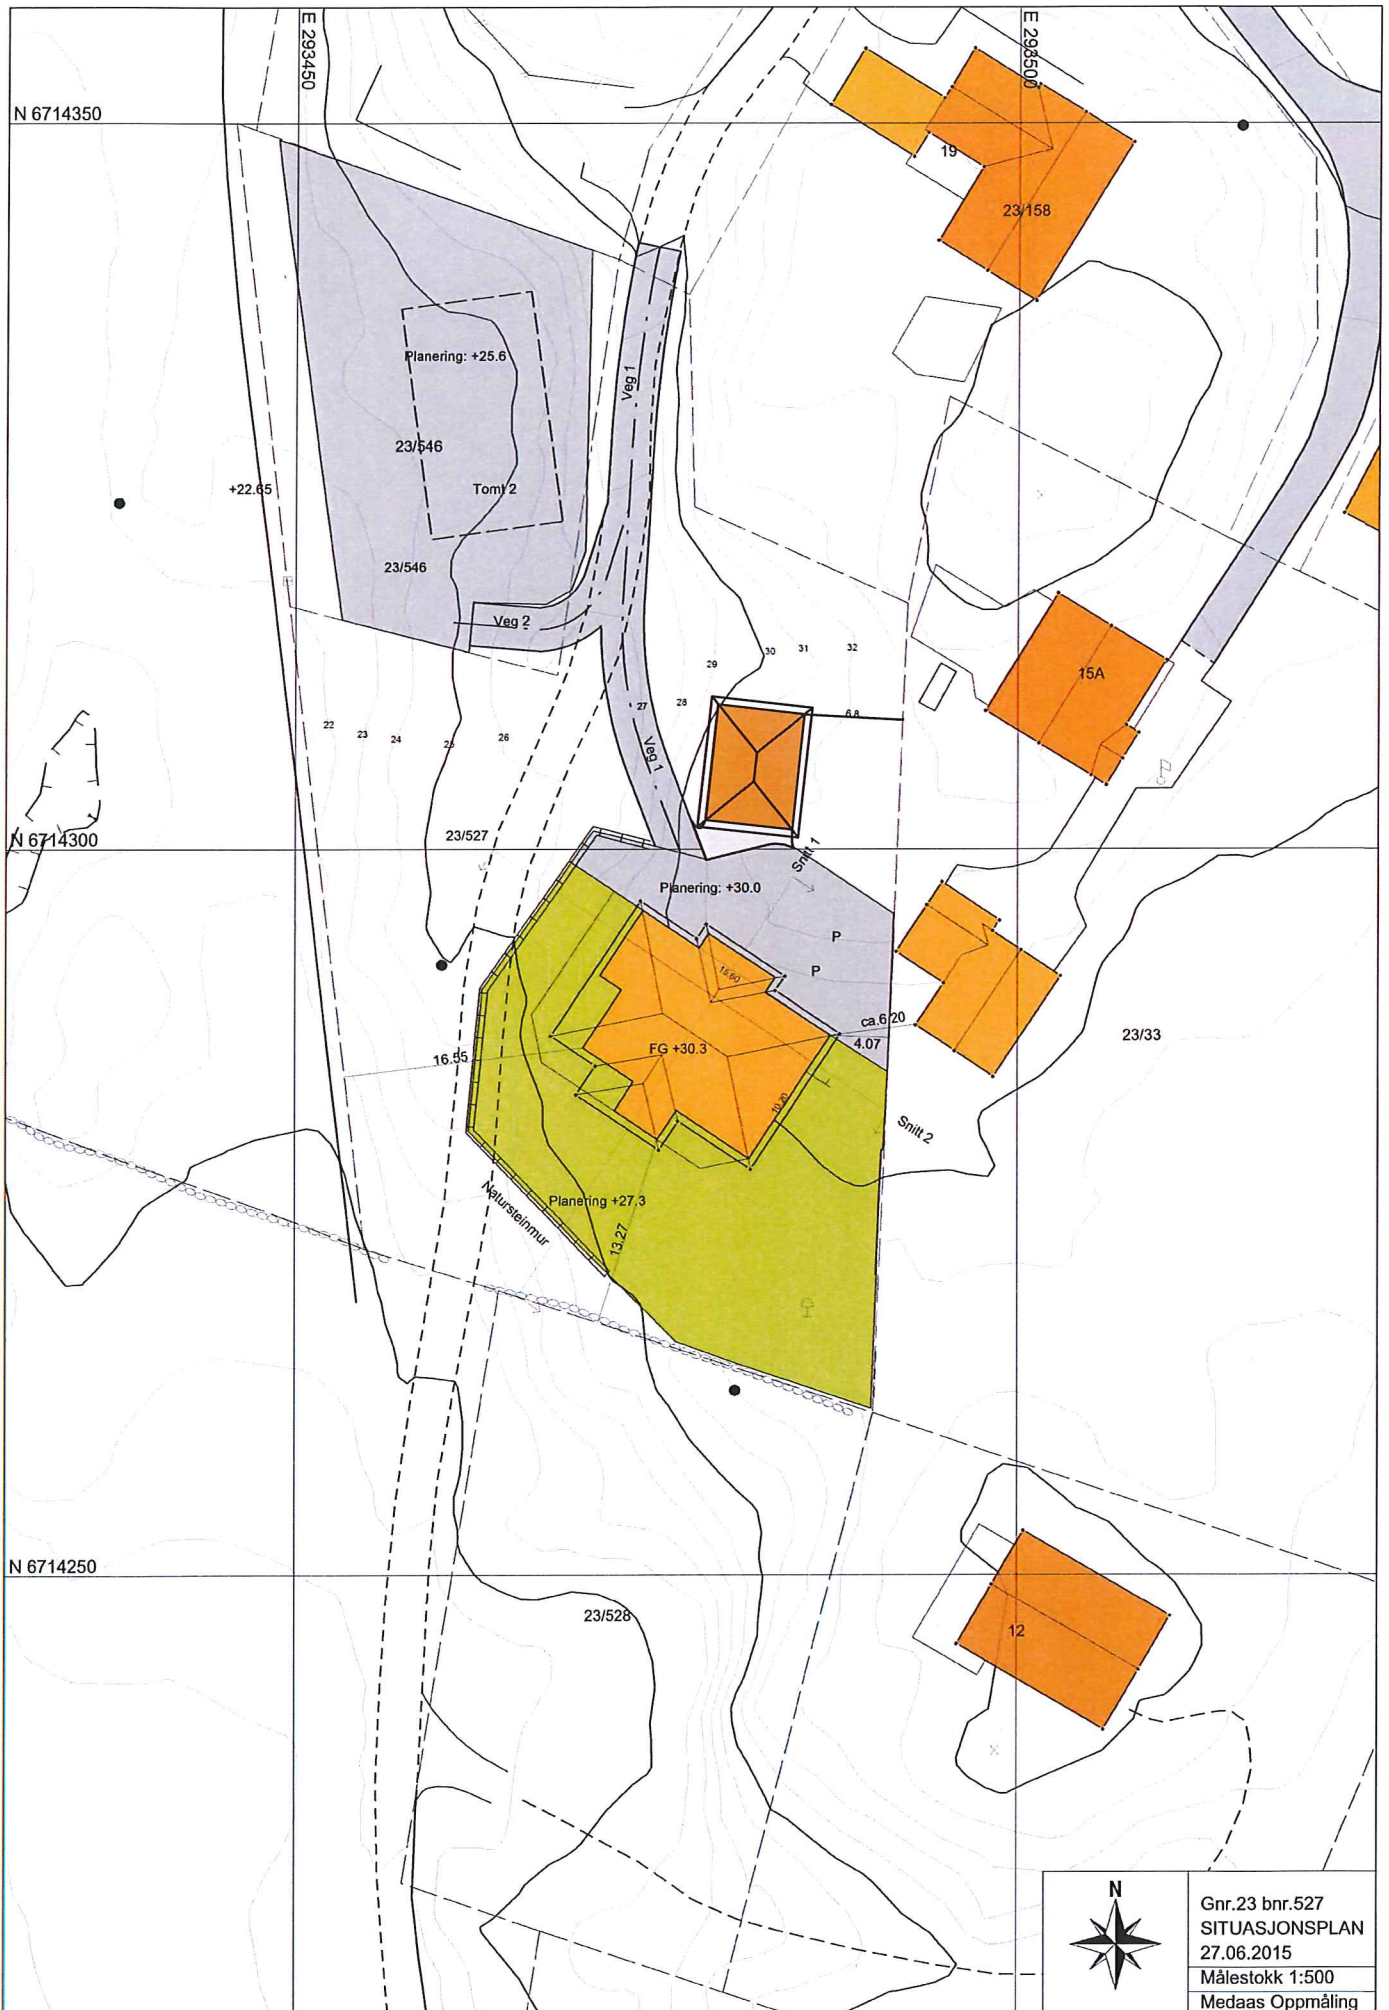 E 293450
E 293500
N 6714350
19
23/158
Planering: +25.6
Veg 1
23/546
+22.65
Tomt 2
23/546
Veg 2
29
30
31
32
15A
27
28
6.8
22
23
24
25
26
Veg 1
N 6714300
23/527
Snitt 1
Planering: +30.0
P
P
15.60
ca.6.20
4.07
23/33
FG +30.3
16.55
10.20
Snitt 2
Natursteinmur
Planering +27.3
13.27
N 6714250
23/528
12
N
Gnr.23 bnr.527
SITUASJONSPLAN
27.06.2015
Målestokk 1:500
Medaas Oppmåling